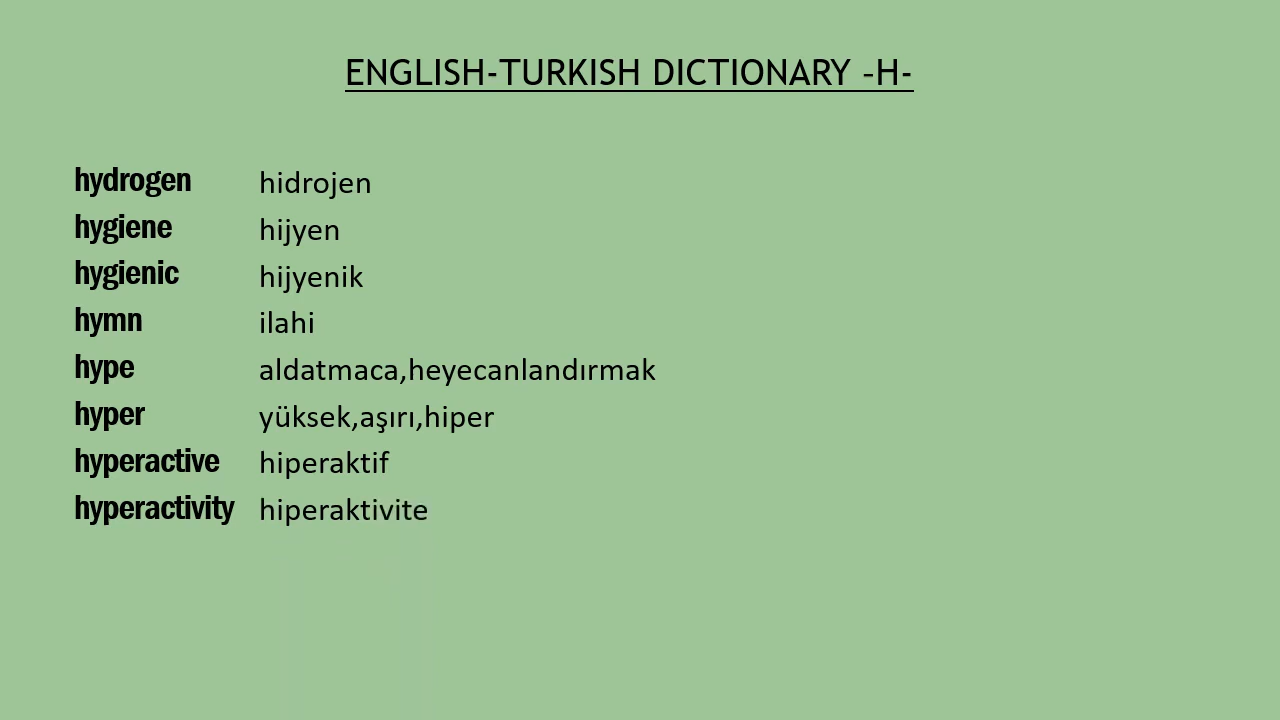 ENGLISH-TURKISH DICTIONARY –H-
hydrogen hidrojen
hygiene hijyen
hygienic hijyenik
hymn ilahi
hype aldatmaca,heyecanlandırmak
hyper yüksek,aşırı,hiper
hyperactive hiperaktif
hyperactivity hiperaktivite